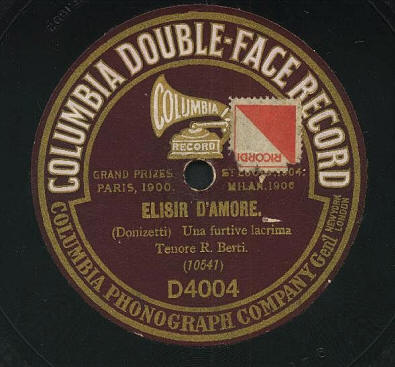 COLUMBIA DOUBLE-FACE RECORD
COLUMBIA
RECORD
RICORDI
GRAND PRIZES
PARIS, 1900.
MILAN. 1906
ELISIR D'AMORE.
(Donizetti) Una furtive lacrima
Tenore R. Berti.
(10541)
D4004
COLUMBIA PHONOGRAPH COMPANY Genl
NEW YORK
LONDON